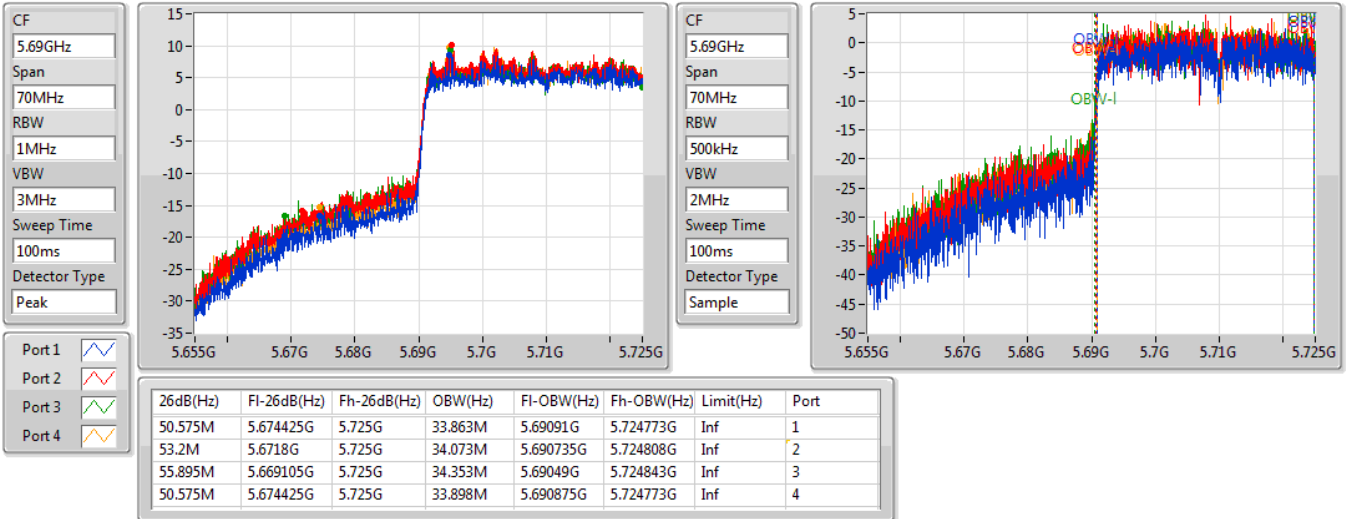 CF
5.69GHz
Span
70MHz
RBW
1MHz
VBW
3MHz
Sweep Time
100ms
Detector Type
Peak
15
10
5
0
-5
-10
-15
-20
-25
-30
-35
5.655G 5.67G 5.68G 5.69G 5.7G 5.71G 5.725G
CF
5.69GHz
Span
70MHz
RBW
500kHz
VBW
2MHz
Sweep Time
100ms
Detector Type
Sample
5
0
-5
-10
-15
-20
-25
-30
-35
-40
-45
-50
OBW-l
5.655G 5.67G 5.68G 5.69G 5.7G 5.71G 5.725G
Port 1
Port 2
Port 3
Port 4
26dB(Hz) Fl-26dB(Hz) Fh-26dB(Hz) OBW(Hz) Fl-OBW(Hz) Fh-OBW(Hz) Limit(Hz) Port
50.575M 5.674425G 5.725G 33.863M 5.69091G 5.724773G Inf 1
53.2M 5.6718G 5.725G 34.073M 5.690735G 5.724808G Inf 2
55.895M 5.669105G 5.725G 34.353M 5.69049G 5.724843G Inf 3
50.575M 5.674425G 5.725G 33.898M 5.690875G 5.724773G Inf 4